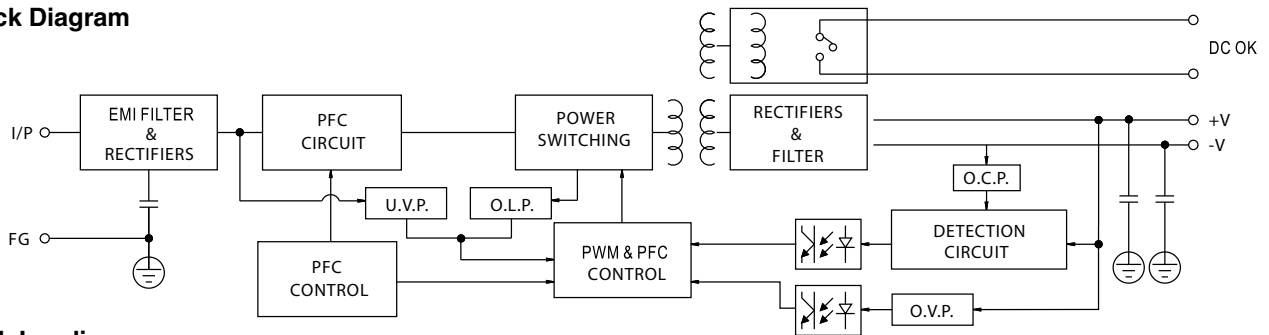 ck Diagram
DC OK
I/P
EMI FILTER
&
RECTIFIERS
PFC
CIRCUIT
POWER
SWITCHING
RECTIFIERS
&
FILTER
+V
-V
O.C.P.
U.V.P.
O.L.P.
FG
PFC
CONTROL
PWM & PFC
CONTROL
DETECTION
CIRCUIT
O.V.P.